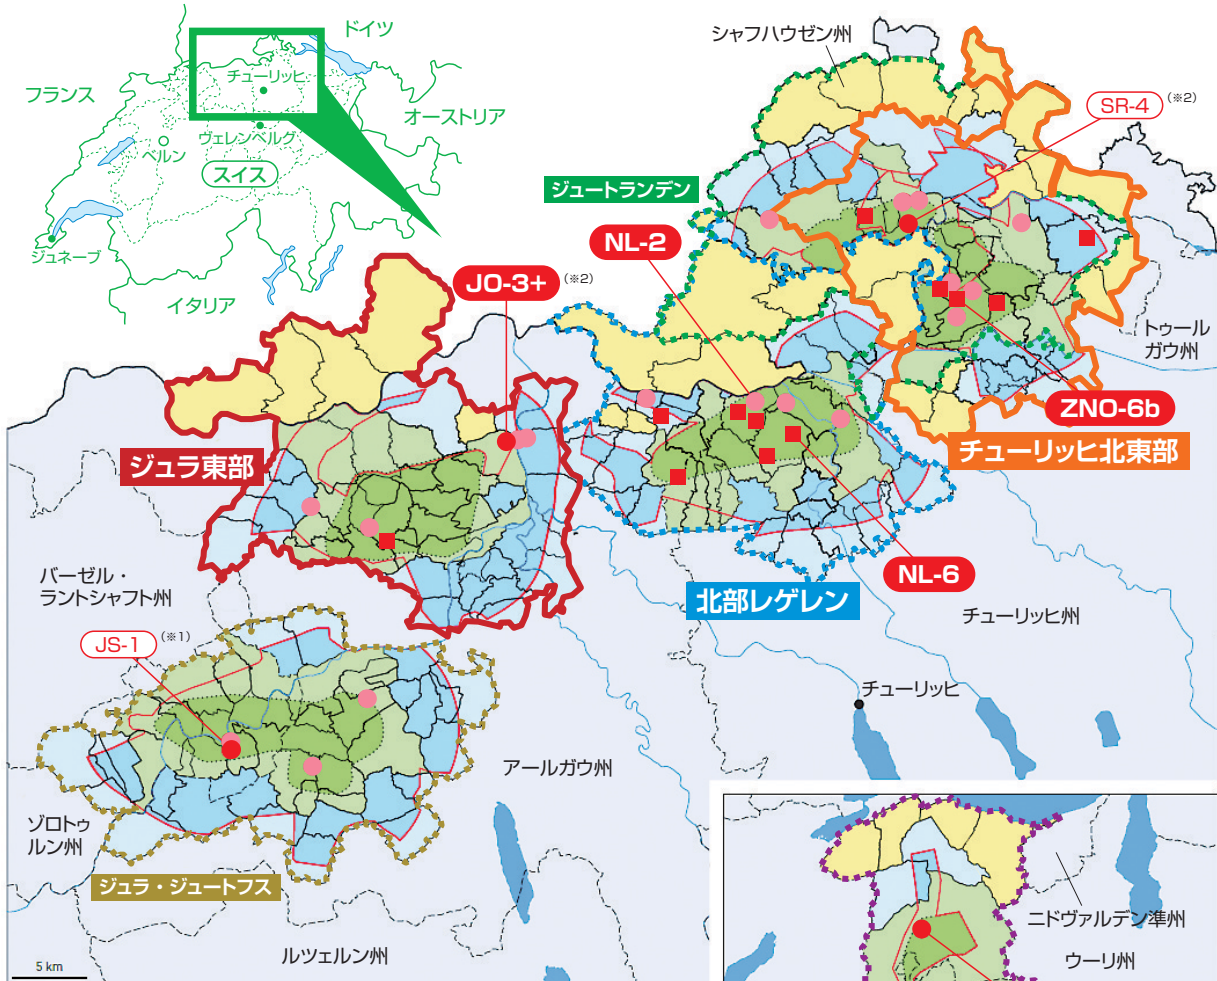 ドイツ
フランス
チューリッヒ
オーストリア
ヴェレンベルグ
ベルン
スイス
ジュネーブ
イタリア
シャフハウゼン州
SR-4 (※2)
ジュートランデン
NL-2
JO-3+ (※2)
トゥール
ガウ州
ZNO-6b
チューリッヒ北東部
ジュラ東部
NL-6
北部レゲレン
バーゼル・
ラントシャフト州
チューリッヒ州
JS-1 (※1)
チューリッヒ
アールガウ州
ゾロトゥ
ルン州
ジュラ・ジュートフス
ニドヴァルデン準州
ルツェルン州
ウーリ州
5 km